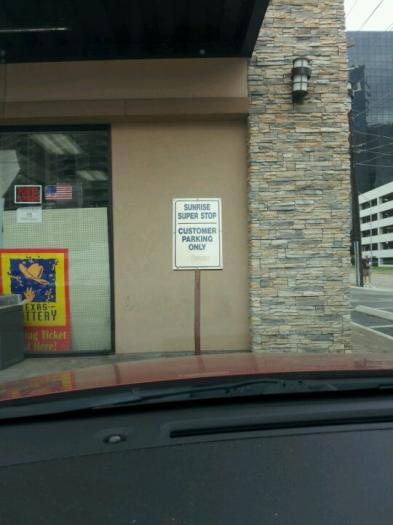 SUNRISE
SUPER STOP
CUSTOMER
PARKING
ONLY
TEXAS
LOTTERY
Ticket
Here!